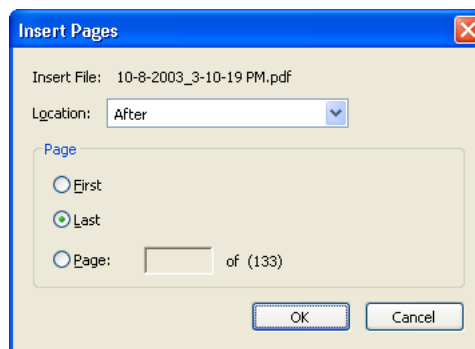 Insert Pages
Insert File: 10-8-2003_3-10-19 PM.pdf
Location: After
Page
First
Last
Page: of (133)
OK Cancel